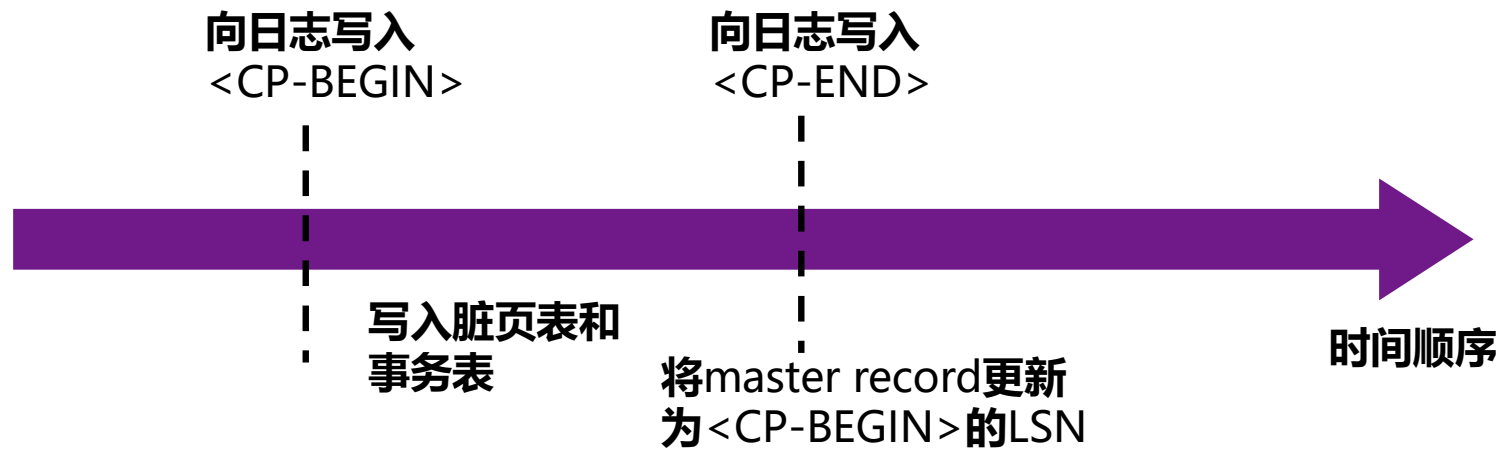 向日志写入
<CP-BEGIN>
向日志写入
<CP-END>
写入脏页表和
事务表
将master record更新
为<CP-BEGIN>的LSN
时间顺序